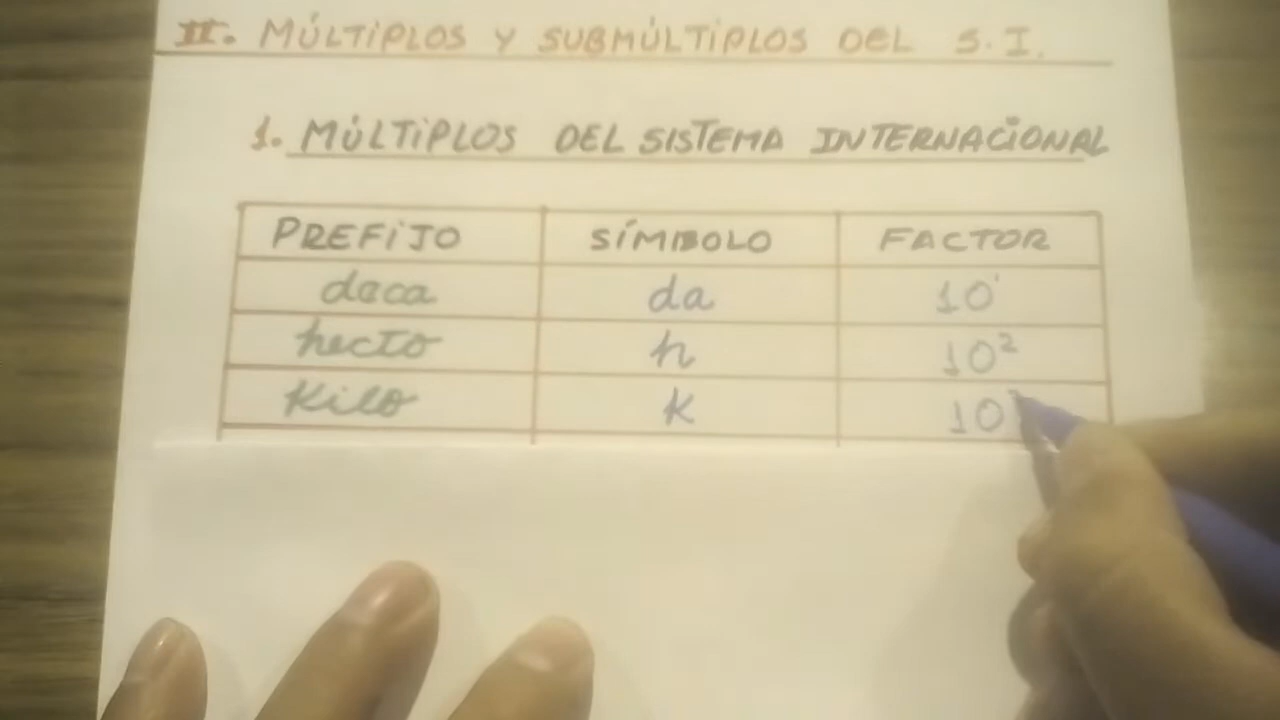 II. MÚLTIPLOS Y SUBMÚLTIPLOS DEL S.I.
1. MÚLTIPLOS DEL SISTEMA INTERNACIONAL
PREFIJO SÍMBOLO FACTOR
deca da 10¹
hecto h 10²
Kilo k 10